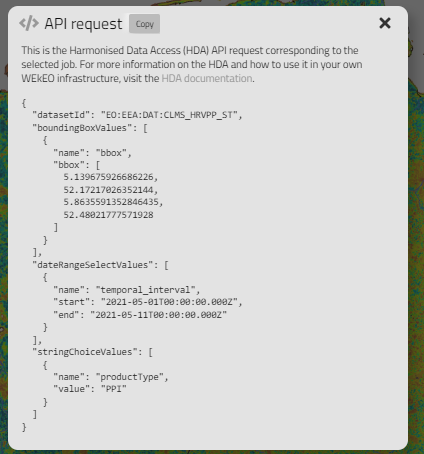 </> API request Copy ×
This is the Harmonised Data Access (HDA) API request corresponding to the
selected job. For more information on the HDA and how to use it in your own
WEkEO infrastructure, visit the HDA documentation.
{
  "datasetId": "EO:EEA:DAT:CLMS_HRVPP_ST",
  "boundingBoxValues": [
    {
      "name": "bbox",
      "bbox": [
        5.139675926686226,
        52.17217026352144,
        5.8635591352846435,
        52.48021777571928
      ]
    }
  ],
  "dateRangeSelectValues": [
    {
      "name": "temporal_interval",
      "start": "2021-05-01T00:00:00.000Z",
      "end": "2021-05-11T00:00:00.000Z"
    }
  ],
  "stringChoiceValues": [
    {
      "name": "productType",
      "value": "PPI"
    }
  ]
}